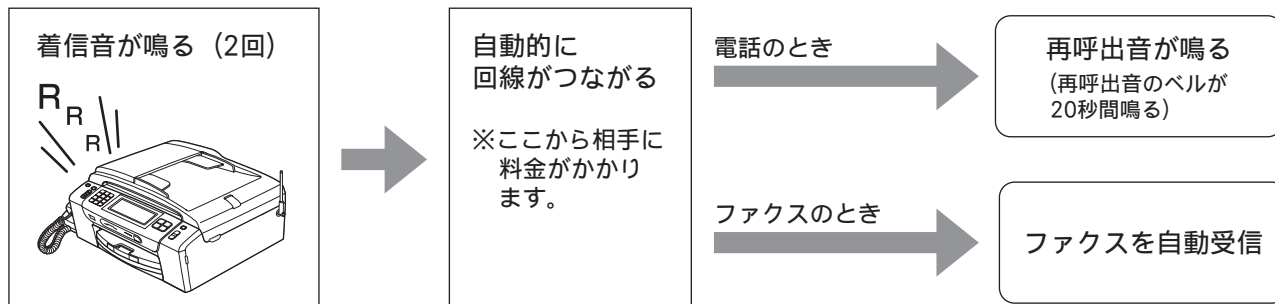 着信音が鳴る（2回）
R
R
R
自動的に
回線がつながる
※ここから相手に
料金がかかり
ます。
電話のとき
再呼出音が鳴る
（再呼出音のベルが
20秒間鳴る）
ファクスのとき
ファクスを自動受信